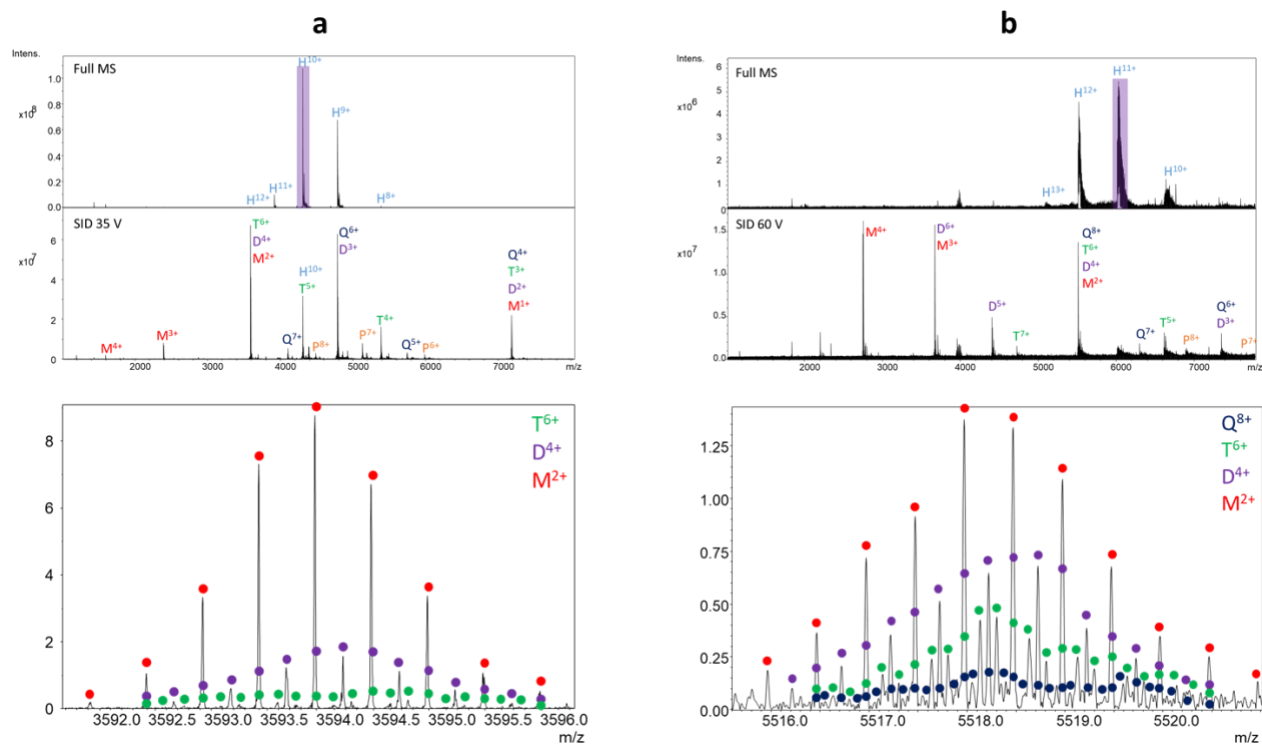 a
Intens.
x10^8
Full MS
H10+
H9+
H11+
H12+
H8+
1.0
0.8
0.6
0.4
0.2
0.0
x10^7
SID 35 V
T6+
D4+
M2+
Q6+
D3+
Q4+
T3+
D2+
M1+
H10+
T5+
M3+
M4+
Q7+
P8+
P7+
T4+
Q5+
P6+
6
4
2
0
2000 3000 4000 5000 6000 7000 m/z
T6+
D4+
M2+
8
6
4
2
0
3592.0 3592.5 3593.0 3593.5 3594.0 3594.5 3595.0 3595.5 3596.0
m/z
b
Intens.
x10^6
Full MS
H11+
H12+
H13+
H10+
6
5
4
3
2
1
0
x10^7
SID 60 V
M4+
D6+
M3+
Q8+
T6+
D4+
M2+
D5+
T7+
Q7+
T5+
P8+
Q6+
D3+
P7+
1.5
1.0
0.5
0.0
2000 3000 4000 5000 6000 7000 m/z
Q8+
T6+
D4+
M2+
1.25
1.00
0.75
0.50
0.25
0.00
5516.0 5517.0 5518.0 5519.0 5520.0
m/z